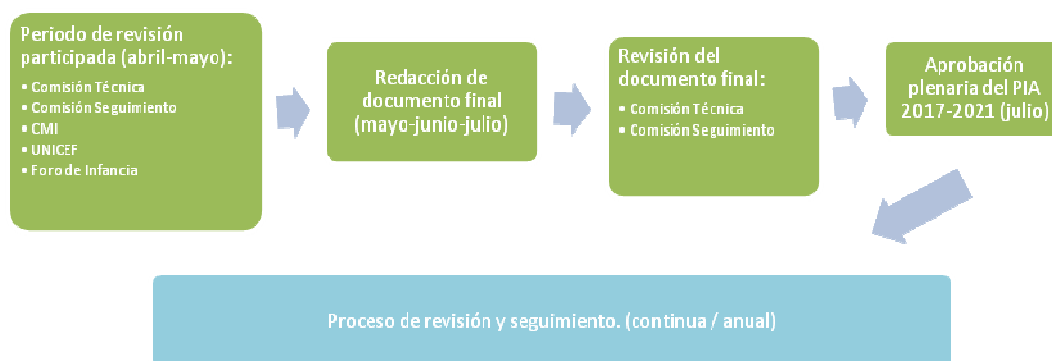 Periodo de revisión
participada (abril-mayo):
• Comisión Técnica
• Comisión Seguimiento
• CMI
• UNICEF
• Foro de Infancia
Redacción de
documento final
(mayo-junio-julio)
Revisión del
documento final:
• Comisión Técnica
• Comisión Seguimiento
Aprobación
plenaria del PIA
2017-2021 (julio)
Proceso de revisión y seguimiento. (continua / anual)